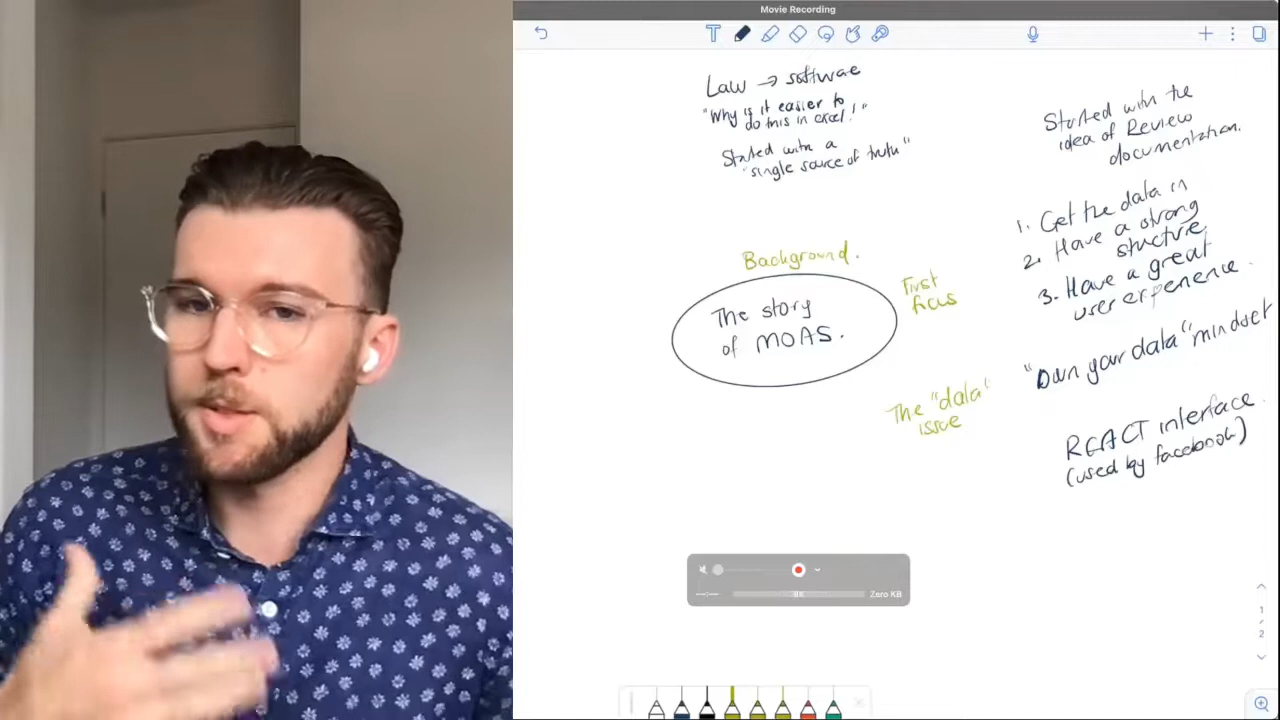 Movie Recording
Law → software
"Why is it easier to
do this in excel!"
Started with a
"single source of truth"
Background.
The story
of MOAS.
First
focus
The "data"
issue
Started with the
idea of Review
documentation.
1. Get the data in
2. Have a strong
structure
3. Have a great
user experience.
"Own your data" mindset
REACT interface.
(used by facebook)
Zero KB
1
/
2